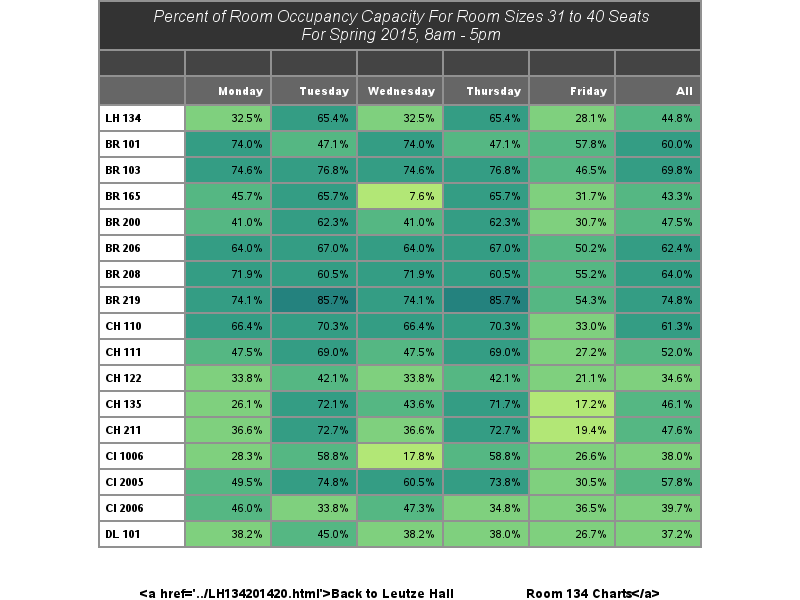 Percent of Room Occupancy Capacity For Room Sizes 31 to 40 Seats
For Spring 2015, 8am - 5pm
Monday Tuesday Wednesday Thursday Friday All
LH 134 32.5% 65.4% 32.5% 65.4% 28.1% 44.8%
BR 101 74.0% 47.1% 74.0% 47.1% 57.8% 60.0%
BR 103 74.6% 76.8% 74.6% 76.8% 46.5% 69.8%
BR 165 45.7% 65.7% 7.6% 65.7% 31.7% 43.3%
BR 200 41.0% 62.3% 41.0% 62.3% 30.7% 47.5%
BR 206 64.0% 67.0% 64.0% 67.0% 50.2% 62.4%
BR 208 71.9% 60.5% 71.9% 60.5% 55.2% 64.0%
BR 219 74.1% 85.7% 74.1% 85.7% 54.3% 74.8%
CH 110 66.4% 70.3% 66.4% 70.3% 33.0% 61.3%
CH 111 47.5% 69.0% 47.5% 69.0% 27.2% 52.0%
CH 122 33.8% 42.1% 33.8% 42.1% 21.1% 34.6%
CH 135 26.1% 72.1% 43.6% 71.7% 17.2% 46.1%
CH 211 36.6% 72.7% 36.6% 72.7% 19.4% 47.6%
CI 1006 28.3% 58.8% 17.8% 58.8% 26.6% 38.0%
CI 2005 49.5% 74.8% 60.5% 73.8% 30.5% 57.8%
CI 2006 46.0% 33.8% 47.3% 34.8% 36.5% 39.7%
DL 101 38.2% 45.0% 38.2% 38.0% 26.7% 37.2%
<a href='../LH134201420.html'>Back to Leutze Hall Room 134 Charts</a>